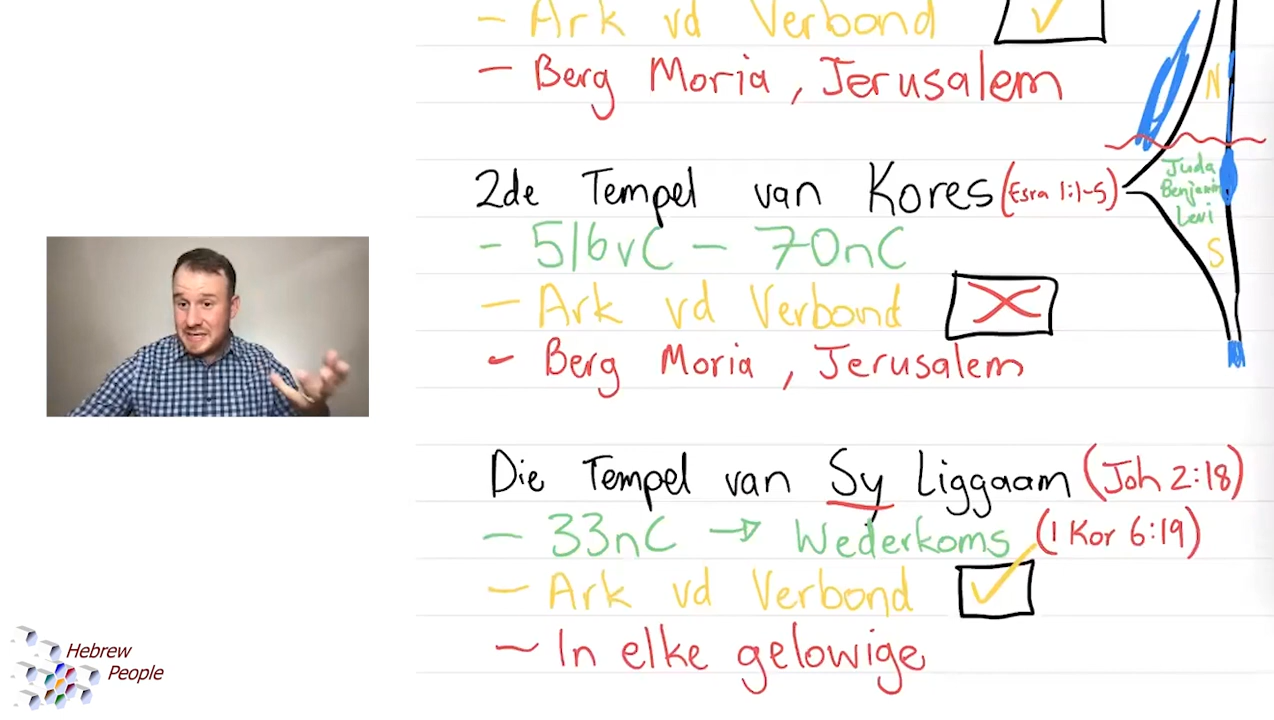 - Ark vd Verbond
- Berg Moria, Jerusalem
N
2de Tempel van Kores (Esra 1:1-5)
Juda
Benjamin
Levi
S
- 516vC - 70nC
- Ark vd Verbond
- Berg Moria, Jerusalem
Die Tempel van Sy Liggaam (Joh 2:18)
- 33nC → Wederkoms (1 Kor 6:19)
- Ark vd Verbond
- In elke gelowige
Hebrew
People